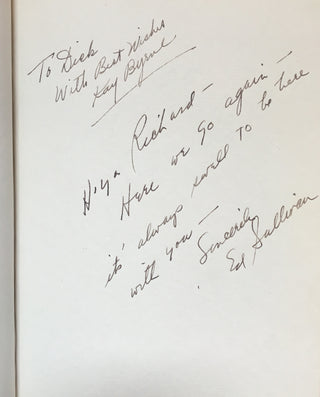 To Dick
With Best Wishes
Kay Byrne
Hiya Richard —
Here we go again —
its' always swell to be here
with you —
Sincerely
Ed Sullivan